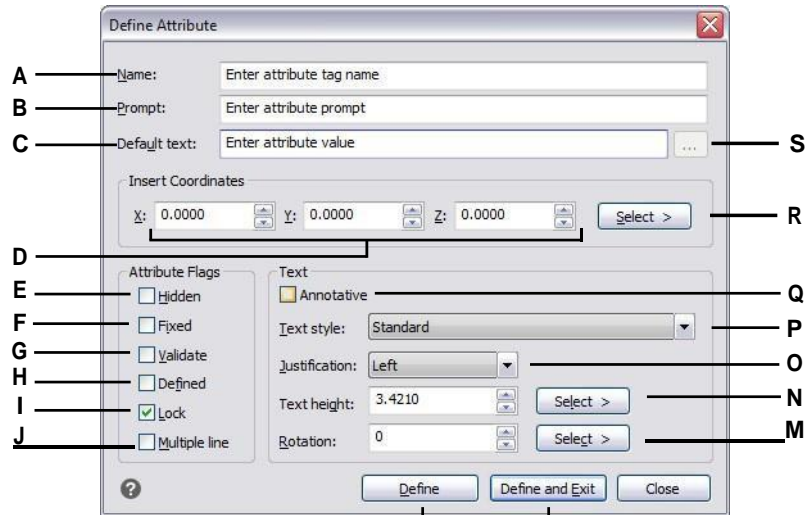 Define Attribute
A Name: Enter attribute tag name
B Prompt: Enter attribute prompt
C Default text: Enter attribute value ... S
Insert Coordinates
X: 0.0000 Y: 0.0000 Z: 0.0000 Select > R
D
Attribute Flags Text
E Hidden Annotative Q
F Fixed Text style: Standard P
G Validate Justification: Left O
H Defined
I Lock Text height: 3.4210 Select > N
J Multiple line Rotation: 0 Select > M
? Define Define and Exit Close